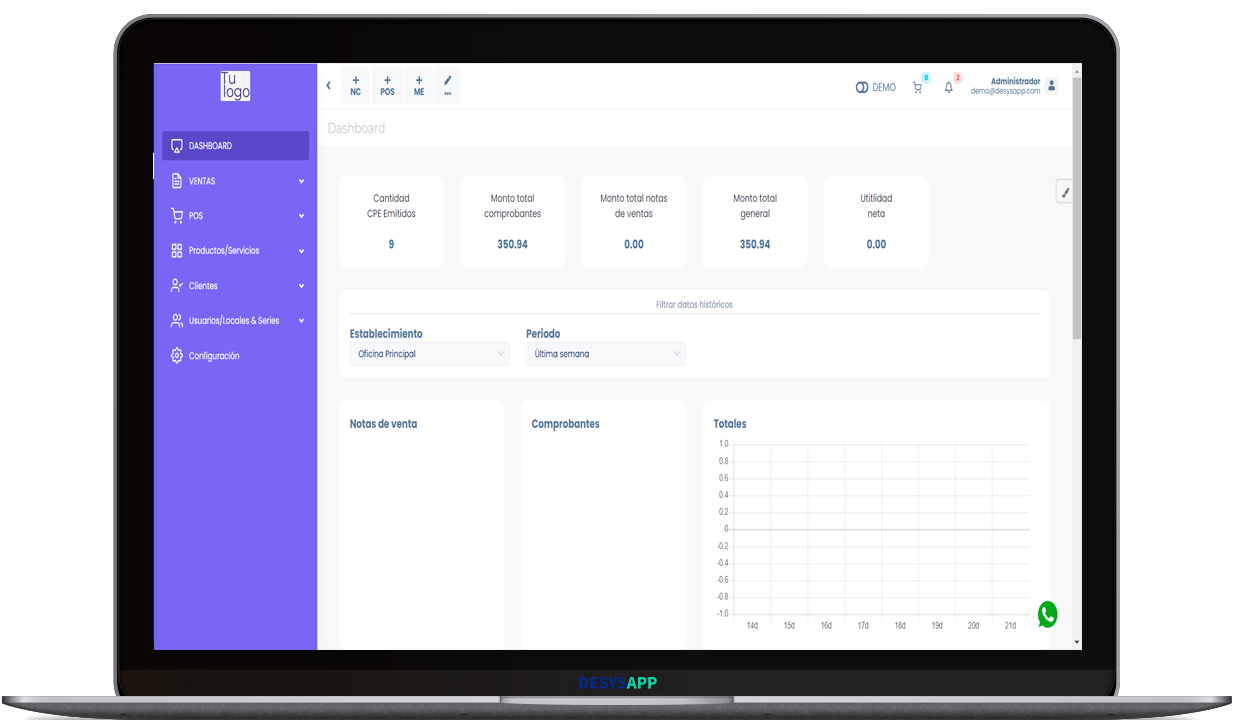 Tu
logo
+
NC
+
POS
+
ME
...
DEMO
0
2
Administrador
demo@desysapp.com
Dashboard
DASHBOARD
VENTAS
POS
Productos/Servicios
Clientes
Usuarios/Locales & Series
Configuración
Cantidad
CPE Emitidos
9
Monto total
comprobantes
350.94
Monto total notas
de ventas
0.00
Monto total
general
350.94
Utitlidad
neta
0.00
Filtrar datos históricos
Establecimiento
Oficina Principal
Periodo
Última semana
Notas de venta
Comprobantes
Totales
1.0
0.8
0.6
0.4
0.2
0
-0.2
-0.4
-0.6
-0.8
-1.0
14d 15d 16d 17d 18d 19d 20d 21d
DESYSAPP